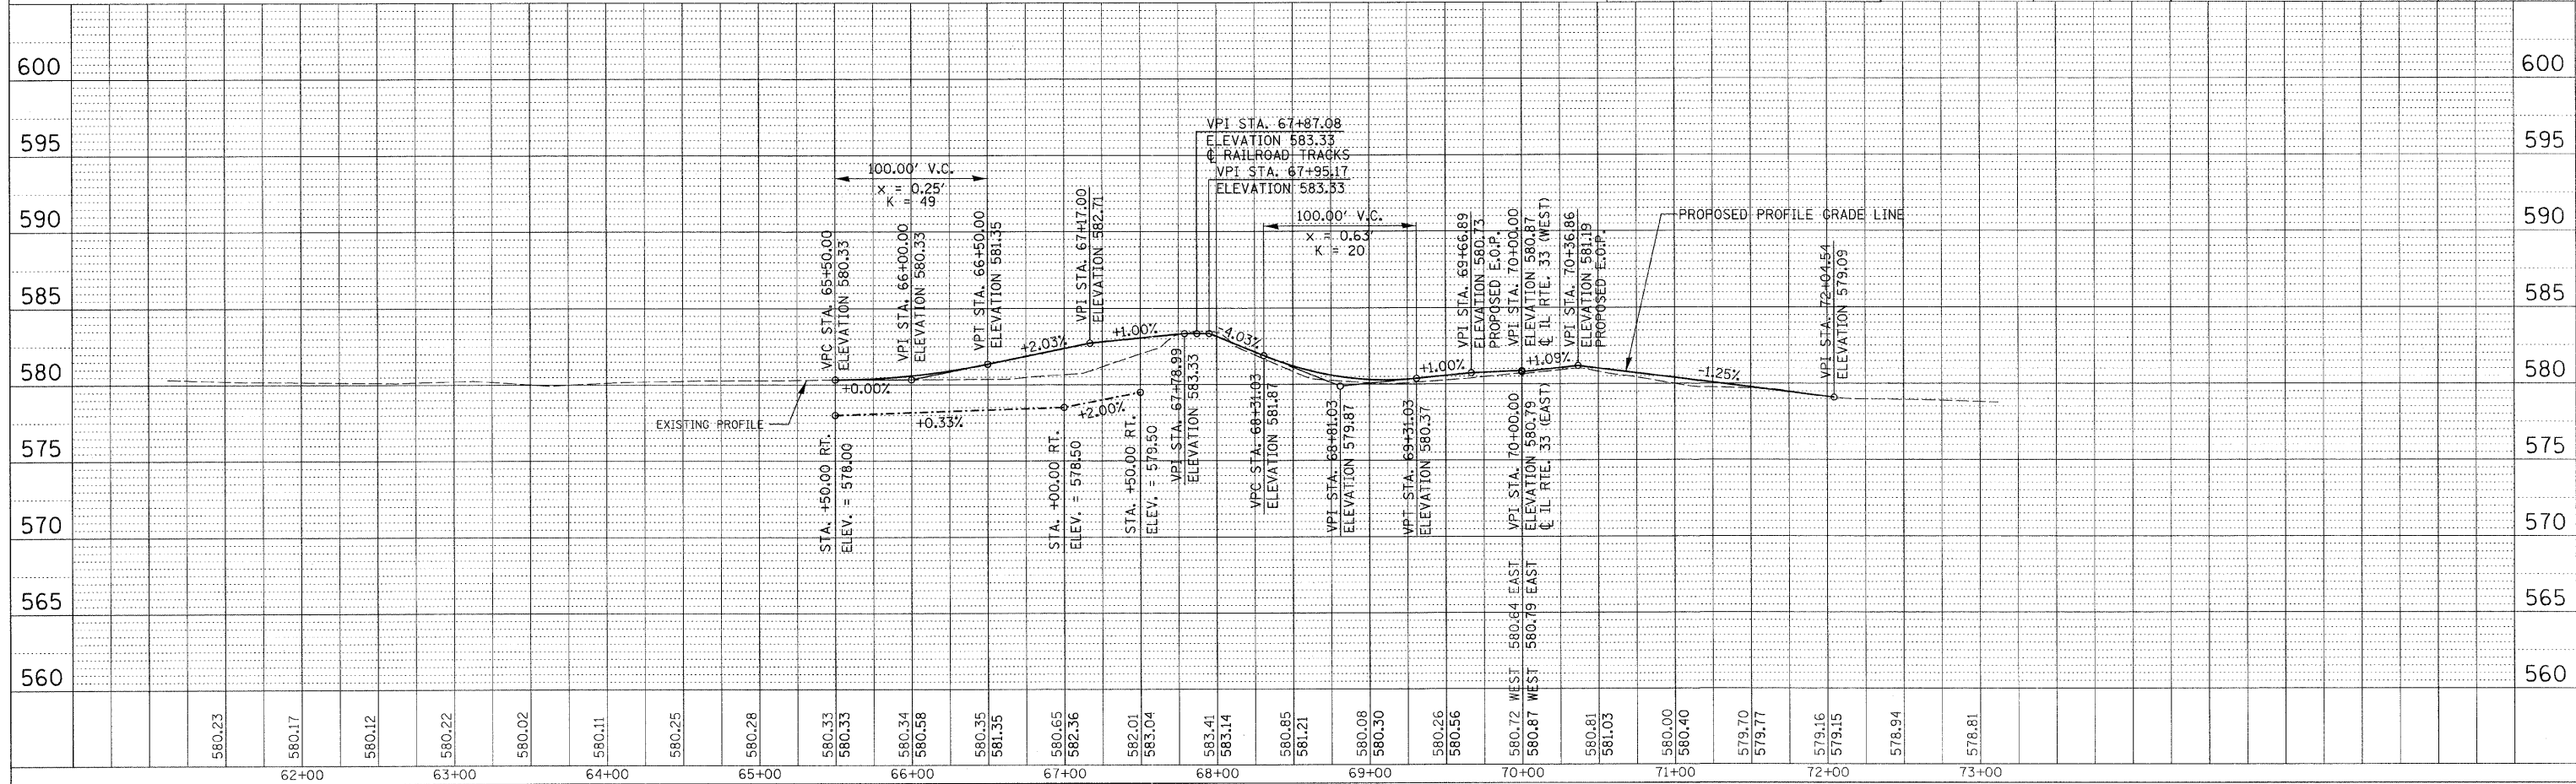 600
595
590
585
580
575
570
565
560
600
595
590
585
580
575
570
565
560
VPI STA. 67+87.08
ELEVATION 583.33
℄ RAILROAD TRACKS
VPI STA. 67+95.17
ELEVATION 583.33
100.00' V.C.
x = 0.25'
K = 49
100.00' V.C.
x = 0.63'
K = 20
VPC STA. 65+50.00
ELEVATION 580.33
VPI STA. 66+00.00
ELEVATION 580.33
VPT STA. 66+50.00
ELEVATION 581.35
VPI STA. 67+17.00
ELEVATION 582.71
VPI STA. 69+66.89
ELEVATION 580.73
PROPOSED E.O.P.
VPI STA. 70+00.00
ELEVATION 580.87
℄ IL RTE. 33 (WEST)
VPI STA. 70+36.86
ELEVATION 581.19
PROPOSED E.O.P.
PROPOSED PROFILE GRADE LINE
VPI STA. 72+04.54
ELEVATION 579.09
+0.00%
+2.03%
+1.00%
-4.03%
+1.00%
+1.09%
-1.25%
EXISTING PROFILE
+0.33%
+2.00%
STA. +50.00 RT.
ELEV. = 578.00
STA. +00.00 RT.
ELEV. = 578.50
STA. +50.00 RT.
ELEV. = 579.50
VPI STA. 67+78.99
ELEVATION 583.33
VPC STA. 68+31.03
ELEVATION 581.87
VPI STA. 68+81.03
ELEVATION 579.87
VPT STA. 69+31.03
ELEVATION 580.37
VPI STA. 70+00.00
ELEVATION 580.79
℄ IL RTE. 33 (EAST)
580.23
580.17
580.12
580.22
580.02
580.11
580.25
580.28
580.33
580.33
580.34
580.58
580.35
581.35
580.65
582.36
582.01
583.04
583.41
583.14
580.85
581.21
580.08
580.30
580.26
580.56
580.72 WEST 580.64 EAST
580.87 WEST 580.79 EAST
580.81
581.03
580.00
580.40
579.70
579.77
579.16
579.15
578.94
578.81
62+00
63+00
64+00
65+00
66+00
67+00
68+00
69+00
70+00
71+00
72+00
73+00